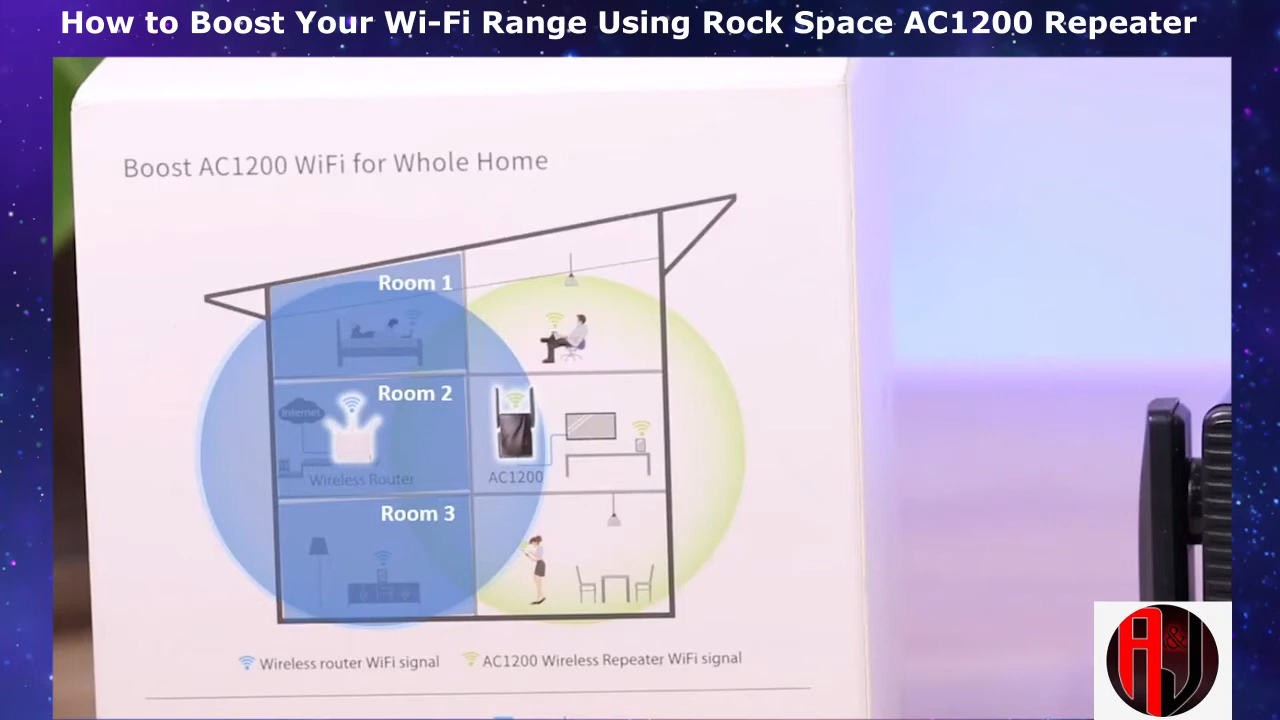 How to Boost Your Wi-Fi Range Using Rock Space AC1200 Repeater
Boost AC1200 WiFi for Whole Home
Room 1
Room 2
Internet
Wireless Router
AC1200
Room 3
Wireless router WiFi signal
AC1200 Wireless Repeater WiFi signal
A&J